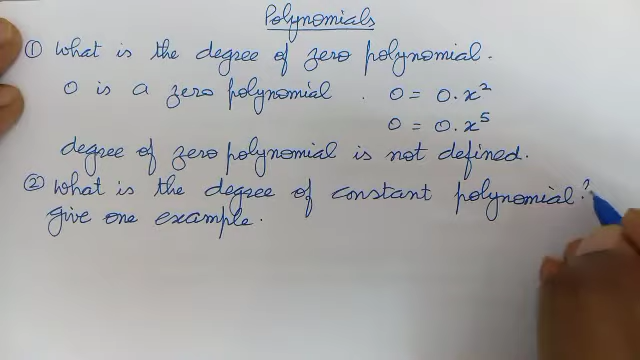 Polynomials
① What is the degree of zero polynomial.
0 is a zero polynomial . 0 = 0.x²
0 = 0.x⁵
degree of zero polynomial is not defined.
② What is the degree of constant polynomial?
give one example.